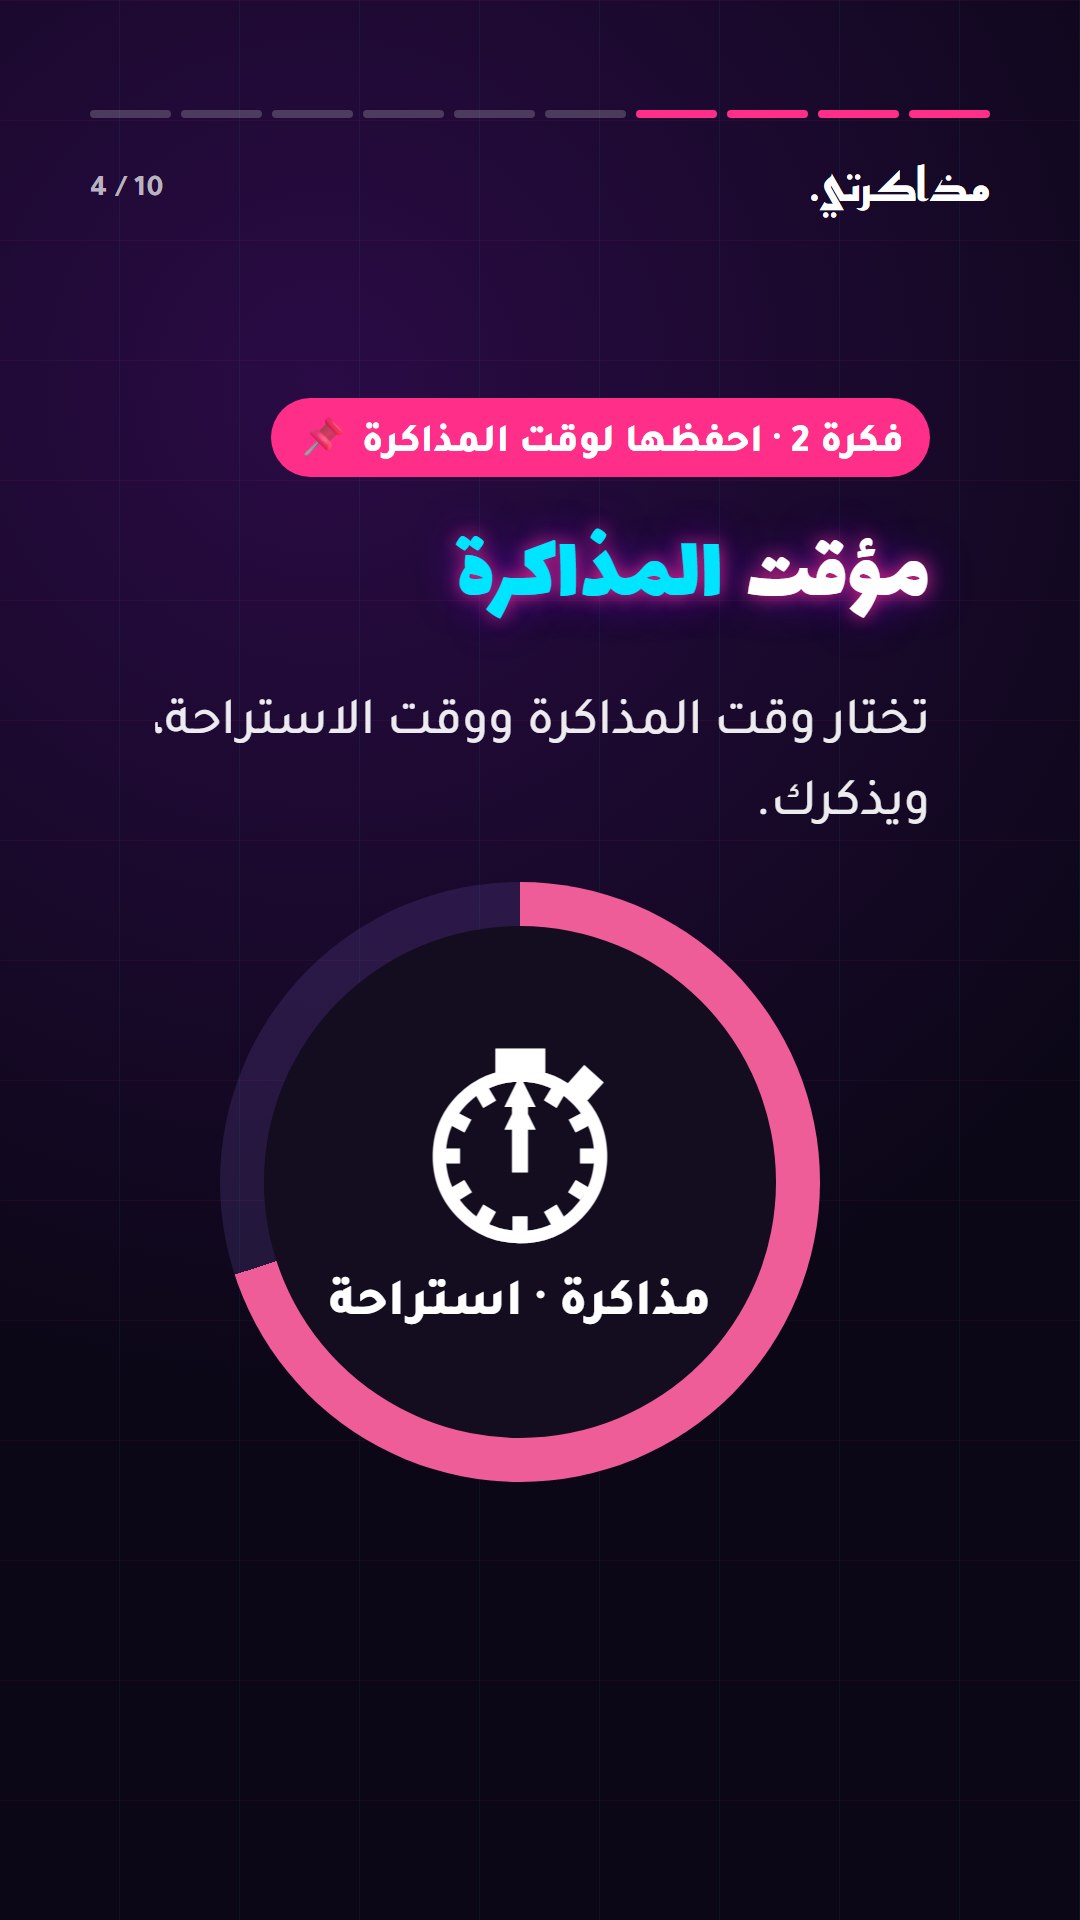 مذاكرتي.
4 / 10
فكرة 2 · احفظها لوقت المذاكرة 📌
مؤقت المذاكرة
تختار وقت المذاكرة ووقت الاستراحة،
ويذكرك.
مذاكرة · استراحة